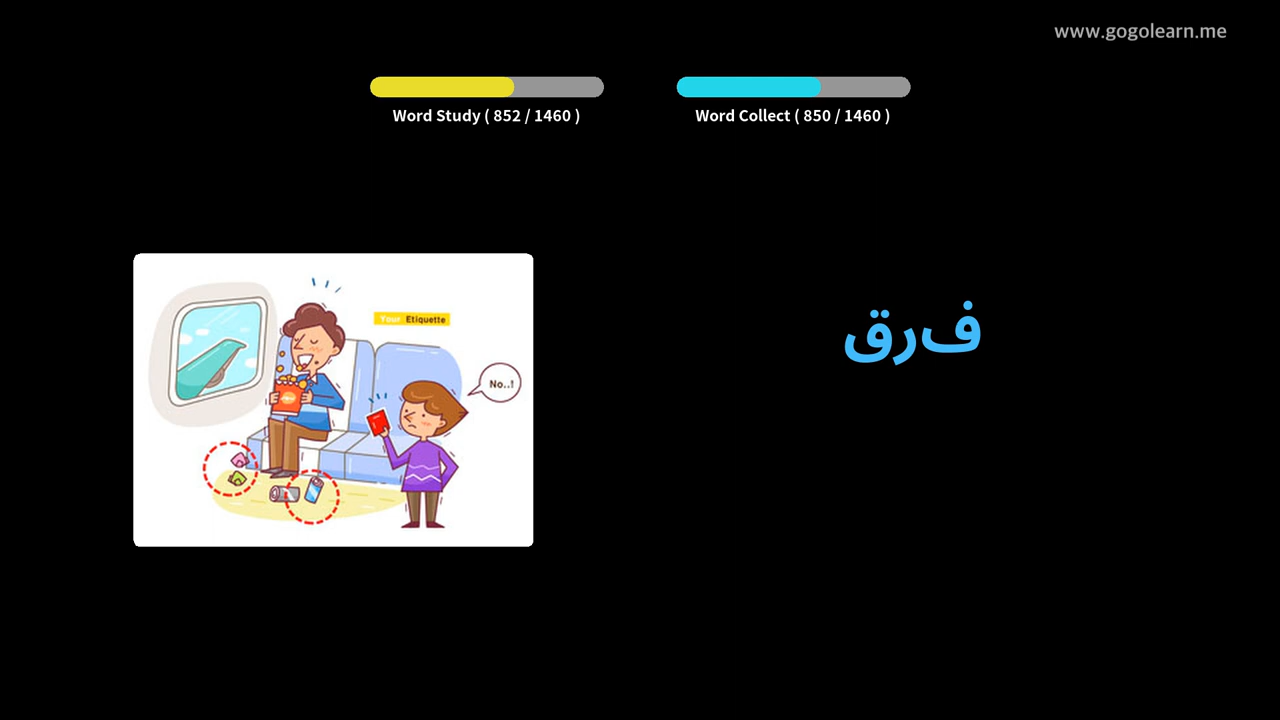 www.gogolearn.me
Word Study ( 852 / 1460 )
Word Collect ( 850 / 1460 )
Your Etiquette
No..!
فرق